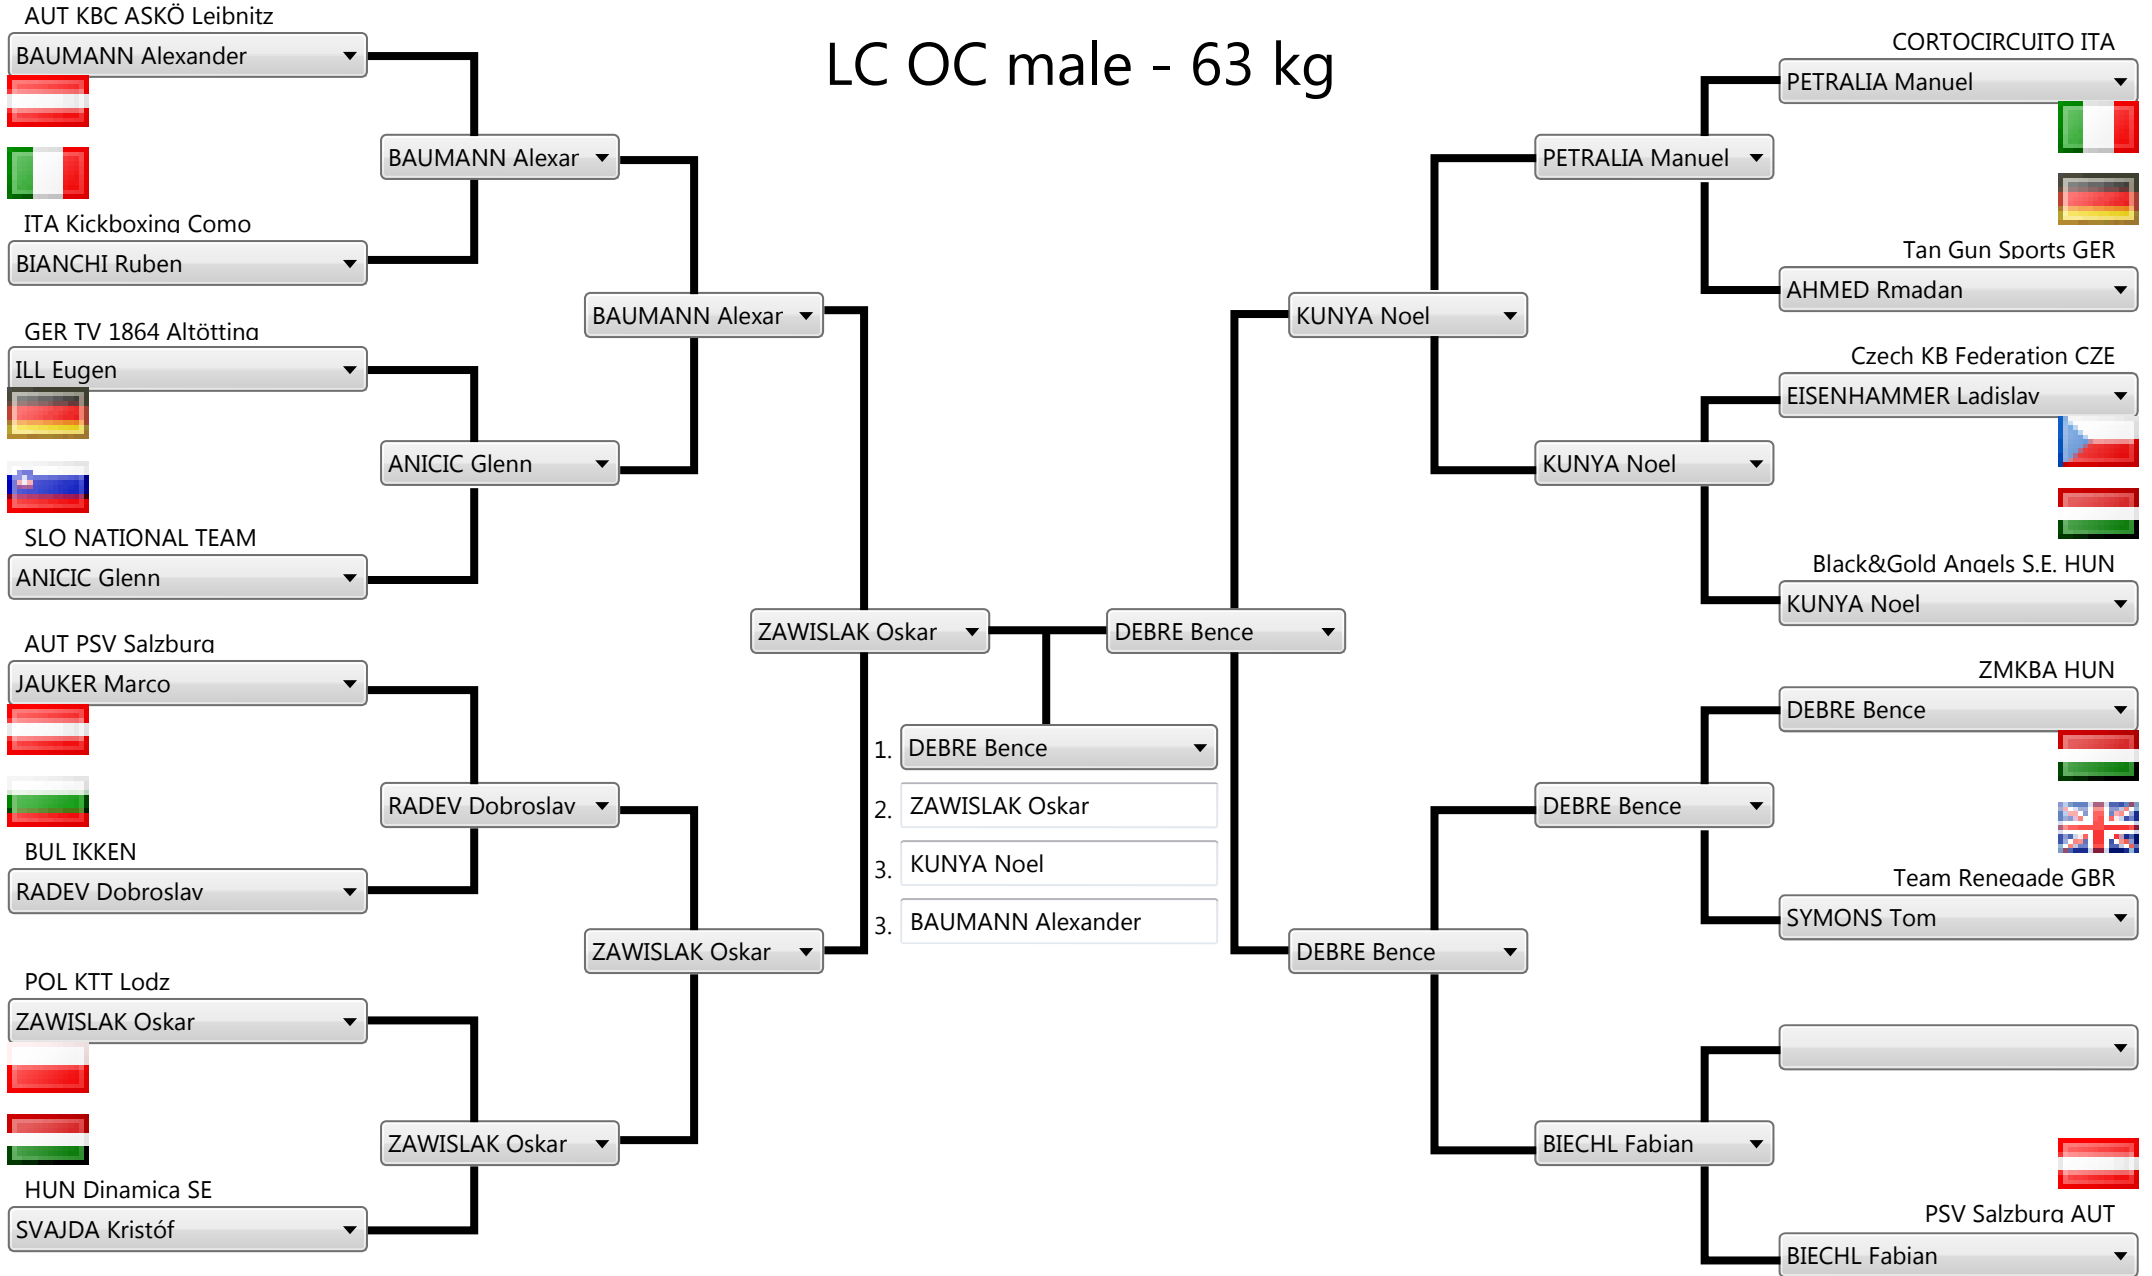 LC OC male - 63 kg
AUT KBC ASKÖ Leibnitz
BAUMANN Alexander
ITA Kickboxing Como
BIANCHI Ruben
GER TV 1864 Altötting
ILL Eugen
SLO NATIONAL TEAM
ANICIC Glenn
AUT PSV Salzburg
JAUKER Marco
BUL IKKEN
RADEV Dobroslav
POL KTT Lodz
ZAWISLAK Oskar
HUN Dinamica SE
SVAJDA Kristóf
BAUMANN Alexar
ANICIC Glenn
RADEV Dobroslav
ZAWISLAK Oskar
BAUMANN Alexar
ZAWISLAK Oskar
ZAWISLAK Oskar
DEBRE Bence
1. DEBRE Bence
2. ZAWISLAK Oskar
3. KUNYA Noel
3. BAUMANN Alexander
KUNYA Noel
DEBRE Bence
PETRALIA Manuel
KUNYA Noel
DEBRE Bence
BIECHL Fabian
CORTOCIRCUITO ITA
PETRALIA Manuel
Tan Gun Sports GER
AHMED Rmadan
Czech KB Federation CZE
EISENHAMMER Ladislav
Black&Gold Angels S.E. HUN
KUNYA Noel
ZMKBA HUN
DEBRE Bence
Team Renegade GBR
SYMONS Tom
PSV Salzburg AUT
BIECHL Fabian